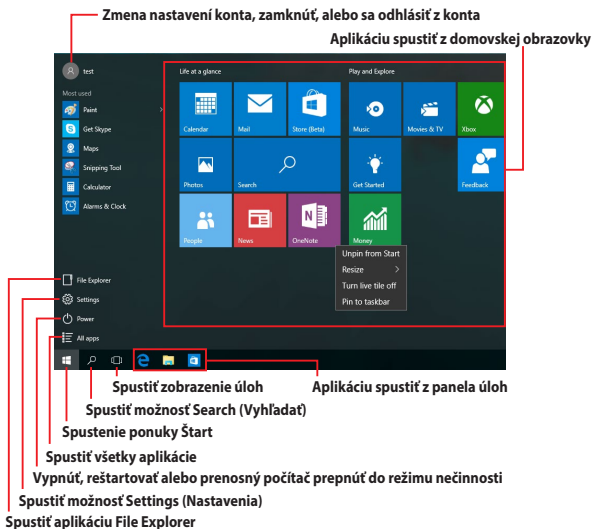 Zmena nastavení konta, zamknúť, alebo sa odhlásiť z konta
Aplikáciu spustiť z domovskej obrazovky
test
Life at a glance
Play and Explore
Most used
Paint
Get Skype
Maps
Snipping Tool
Calculator
Alarms & Clock
Calendar
Mail
Store (Beta)
Music
Movies & TV
Xbox
Photos
Search
Get Started
Feedback
People
News
OneNote
Money
Unpin from Start
Resize
Turn live tile off
Pin to taskbar
File Explorer
Settings
Power
All apps
Spustiť zobrazenie úloh
Aplikáciu spustiť z panela úloh
Spustiť možnosť Search (Vyhľadať)
Spustenie ponuky Štart
Spustiť všetky aplikácie
Vypnúť, reštartovať alebo prenosný počítač prepnúť do režimu nečinnosti
Spustiť možnosť Settings (Nastavenia)
Spustiť aplikáciu File Explorer